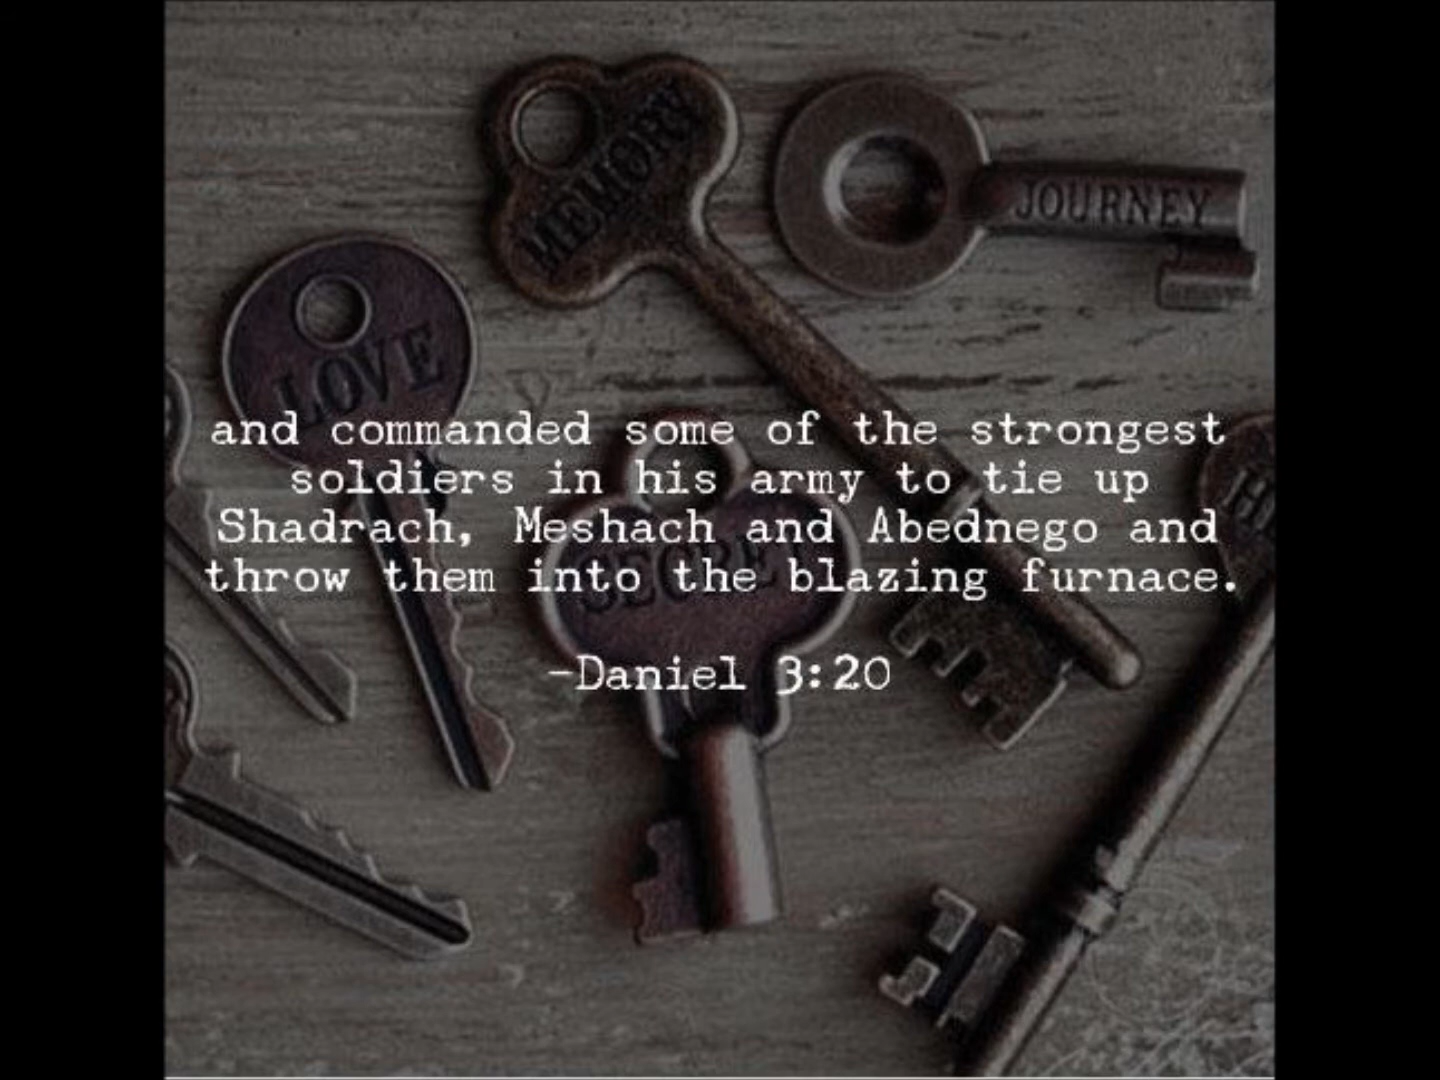 MEMORY
JOURNEY
LOVE
and commanded some of the strongest
soldiers in his army to tie up
Shadrach, Meshach and Abednego and
throw them into the blazing furnace.
SECRET
-Daniel 3:20